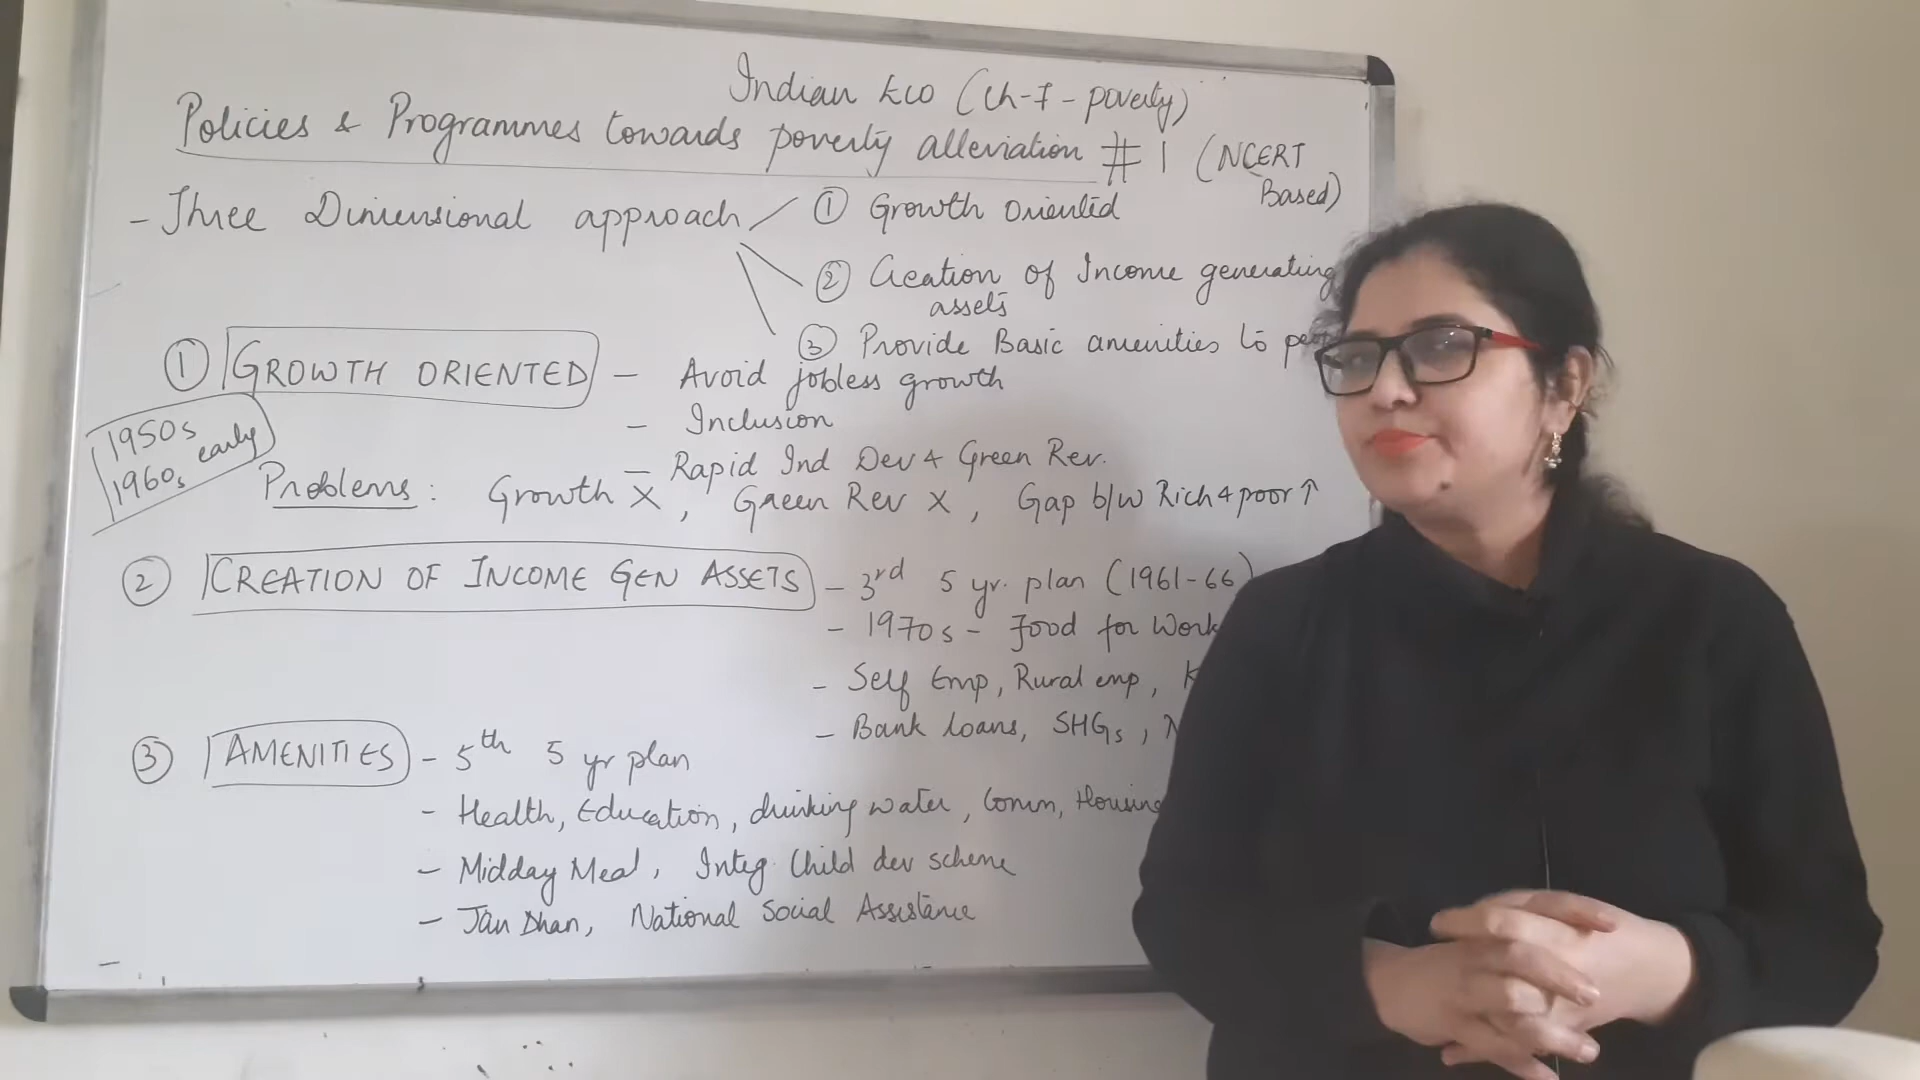 Indian Eco (Ch-I-poverty)
Policies & Programmes towards poverty alleviation # 1 (NCERT
Based)
- Three Dimensional approach
① Growth Oriented
② Creation of Income generating
assets
③ Provide Basic amenities to
① GROWTH ORIENTED - Avoid jobless growth
- Inclusion
- Rapid Ind Dev & Green Rev.
1950s
1960s early
Problems : Growth X, Green Rev X, Gap b/w Rich & poor ↑
② CREATION OF INCOME GEN ASSETS - 3rd 5 yr. plan (1961-66)
- 1970s - Food for Work
- Self Emp, Rural emp,
- Bank loans, SHGs,
③ AMENITIES - 5th 5 yr plan
- Health, Education, drinking water, Comm, Housing
- Midday Meal, Integ. Child dev scheme
- Jan Dhan, National Social Assistance